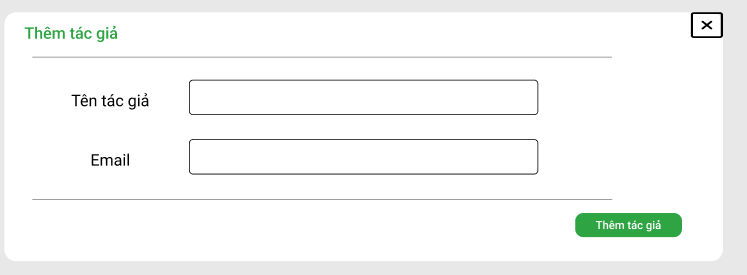 Thêm tác giả
Tên tác giả
Email
Thêm tác giả